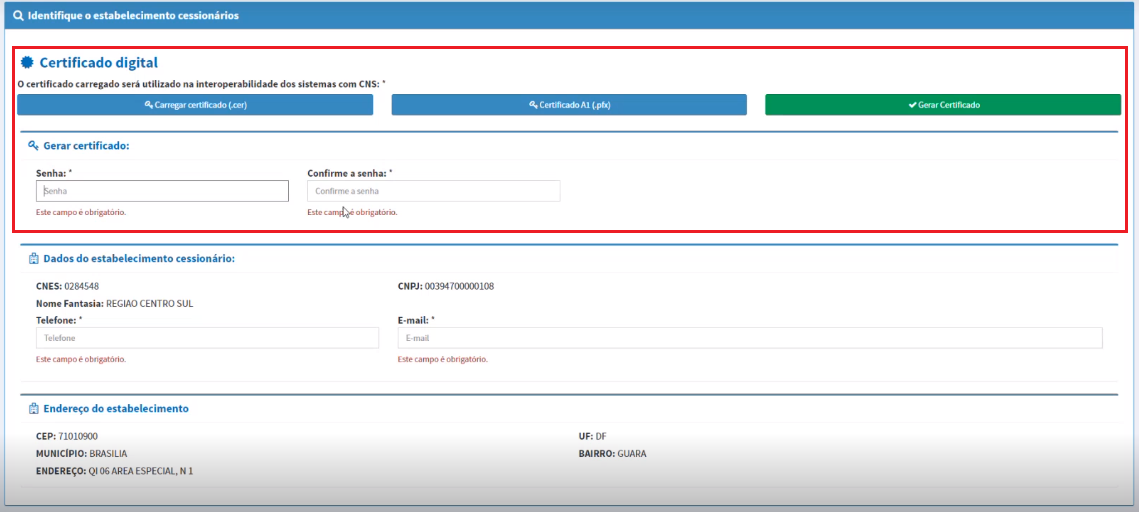 Identifique o estabelecimento cessionários
Certificado digital
O certificado carregado será utilizado na interoperabilidade dos sistemas com CNS: *
Carregar certificado (.cer)
Certificado A1 (.pfx)
Gerar Certificado
Gerar certificado:
Senha: * Confirme a senha: *
Senha Confirme a senha
Este campo é obrigatório. Este campo é obrigatório.
Dados do estabelecimento cessionário:
CNES: 0284548 CNPJ: 00394700000108
Nome Fantasia: REGIAO CENTRO SUL
Telefone: * E-mail: *
Telefone E-mail
Este campo é obrigatório. Este campo é obrigatório.
Endereço do estabelecimento
CEP: 71010900 UF: DF
MUNICÍPIO: BRASILIA BAIRRO: GUARA
ENDEREÇO: QI 06 AREA ESPECIAL, N 1